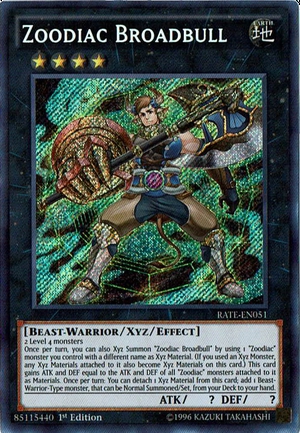 ZOODIAC BROADBULL
EARTH
地
RATE-EN051
[BEAST-WARRIOR/XYZ/EFFECT]
2 Level 4 monsters
Once per turn, you can also Xyz Summon "Zoodiac Broadbull" by using 1 "Zoodiac"
monster you control with a different name as Xyz Material. (If you used an Xyz Monster,
any Xyz Materials attached to it also become Xyz Materials on this card.) This card
gains ATK and DEF equal to the ATK and DEF of all "Zoodiac" monsters attached to it
as Materials. Once per turn: You can detach 1 Xyz Material from this card; add 1 Beast-
Warrior-Type monster, that can be Normal Summoned/Set, from your Deck to your hand.
ATK/ ? DEF/ ?
85115440 1st Edition ©1996 KAZUKI TAKAHASHI